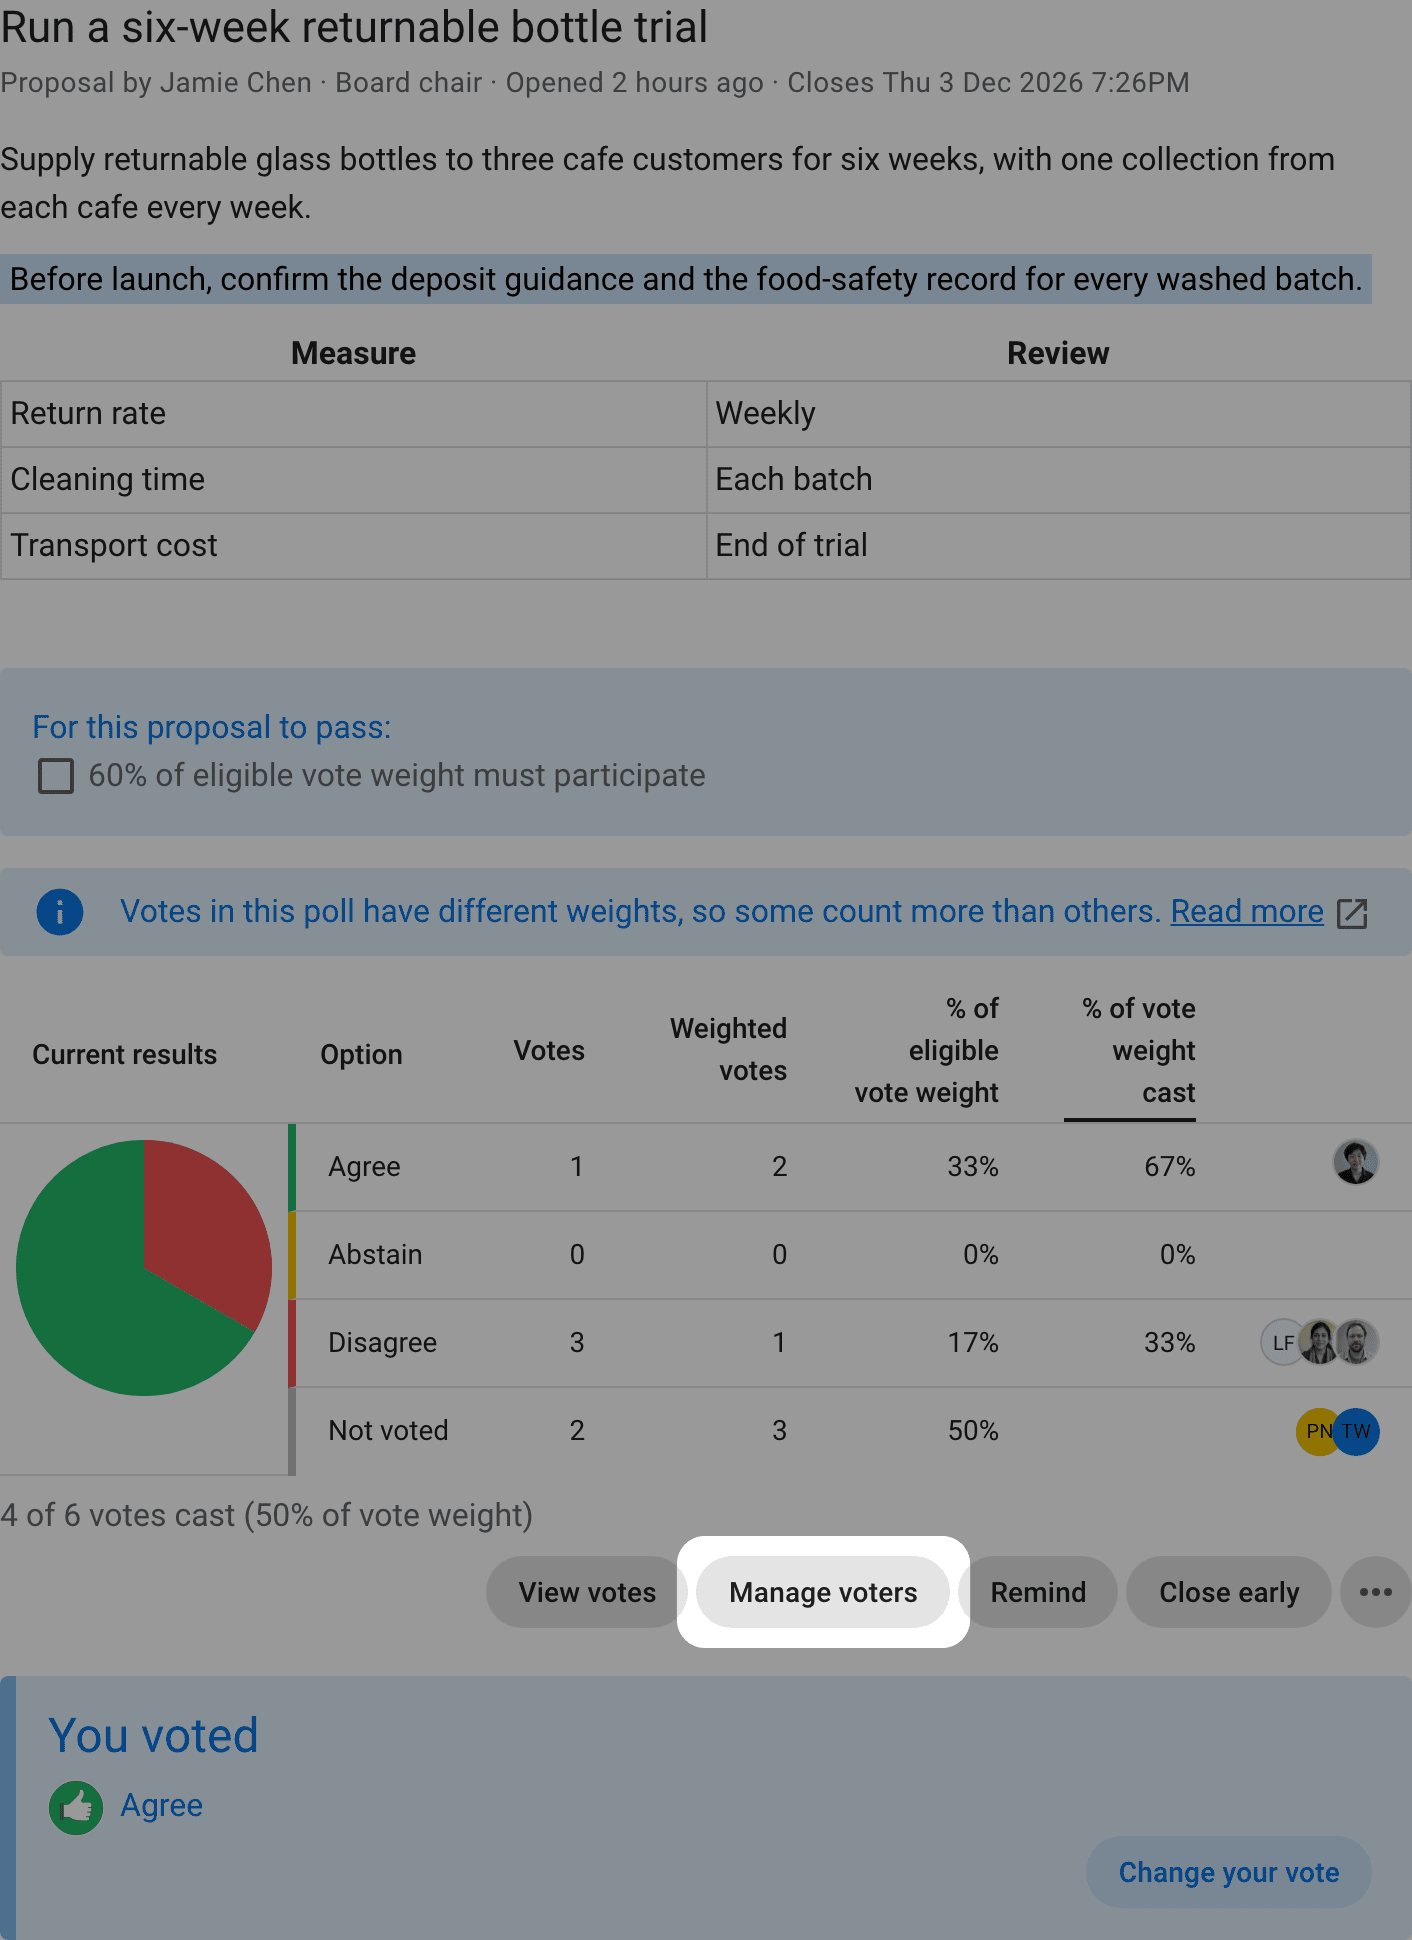 Run a six-week returnable bottle trial
Proposal by Jamie Chen · Board chair · Opened 2 hours ago · Closes Thu 3 Dec 2026 7:26PM
Supply returnable glass bottles to three cafe customers for six weeks, with one collection from
each cafe every week.
Before launch, confirm the deposit guidance and the food-safety record for every washed batch.
Measure Review
Return rate Weekly
Cleaning time Each batch
Transport cost End of trial
For this proposal to pass:
60% of eligible vote weight must participate
Votes in this poll have different weights, so some count more than others. Read more
Current results Option Votes Weighted votes % of eligible vote weight % of vote weight cast
Agree 1 2 33% 67%
Abstain 0 0 0% 0%
Disagree 3 1 17% 33% LF
Not voted 2 3 50% PN TW
4 of 6 votes cast (50% of vote weight)
View votes Manage voters Remind Close early
You voted
Agree
Change your vote